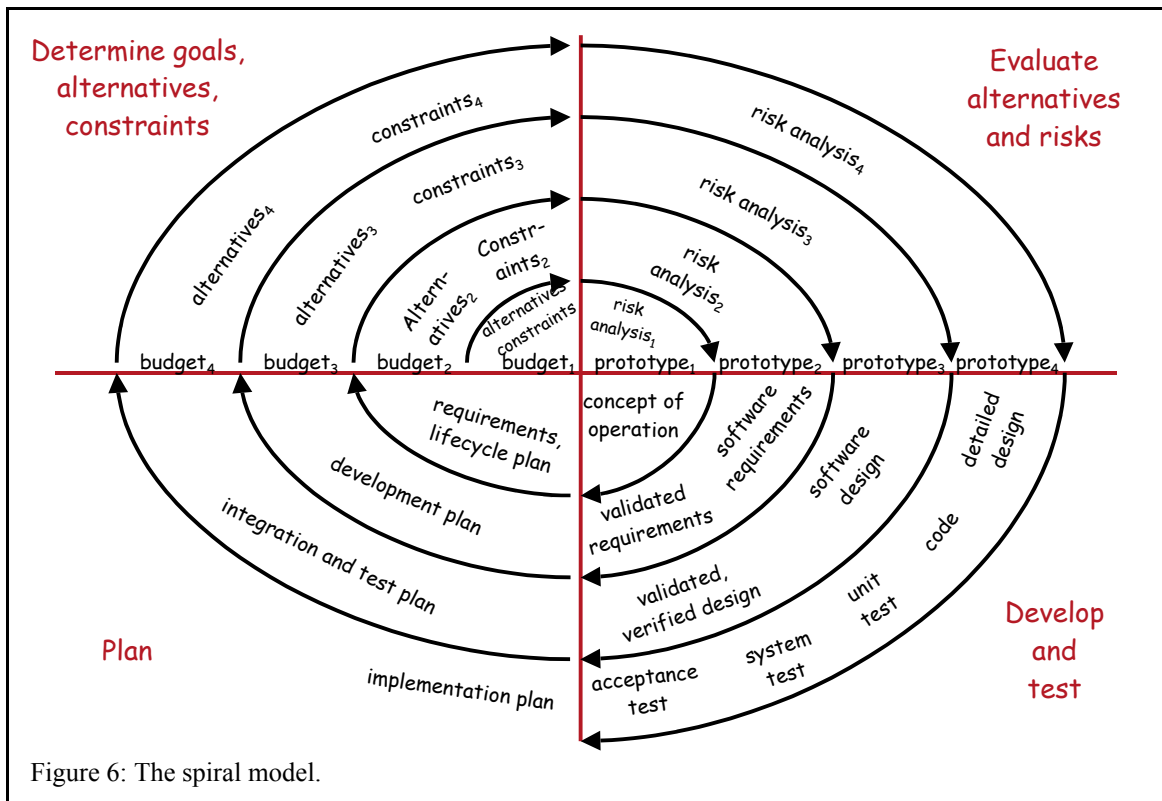 Determine goals,
alternatives,
constraints
Evaluate
alternatives
and risks
constraints₄
alternatives₄
risk analysis₄
constraints₃
alternatives₃
risk analysis₃
Constr-
aints₂
Altern-
atives₂
risk
analysis₂
alternatives
constraints
risk
analysis₁
budget₄ budget₃ budget₂ budget₁ prototype₁ prototype₂ prototype₃ prototype₄
requirements,
lifecycle plan
concept of
operation
software
requirements
software
design
detailed
design
development plan
validated
requirements
integration and test plan
validated,
verified design
code
unit
test
system
test
acceptance
test
implementation plan
Plan
Develop
and
test
Figure 6: The spiral model.